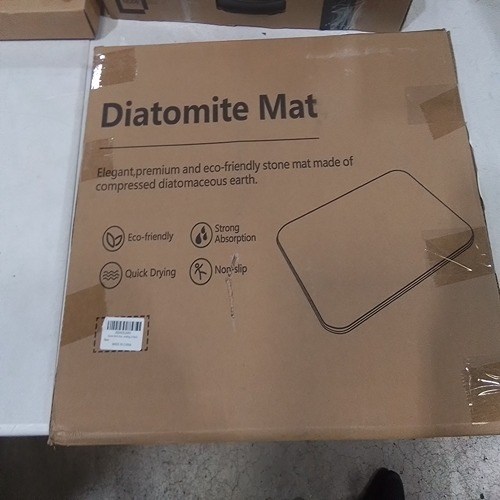 Diatomite Mat
Elegant,premium and eco-friendly stone mat made of
compressed diatomaceous earth.
Eco-friendly
Strong
Absorption
Quick Drying
Non-slip